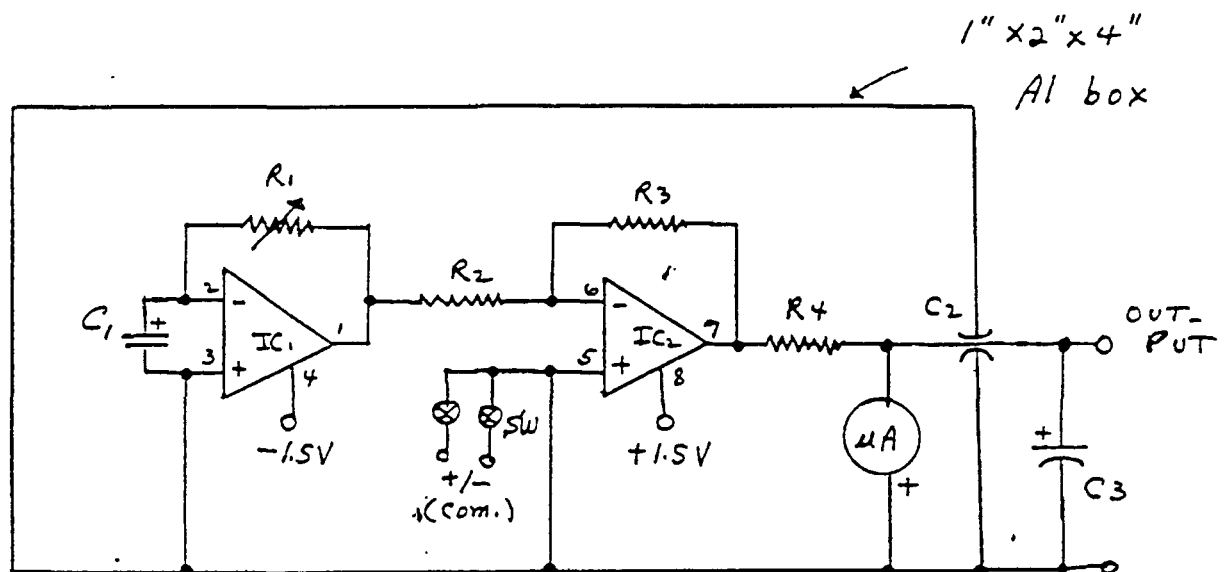 1" x 2" x 4"
Al box
R1
R3
R2
R4
C2
OUT-
PUT
C1
+
2
-
3
+
IC1
1
4
-1.5V
6
-
5
+
IC2
7
8
+1.5V
SW
+/-
(Com.)
µA
+
+
C3